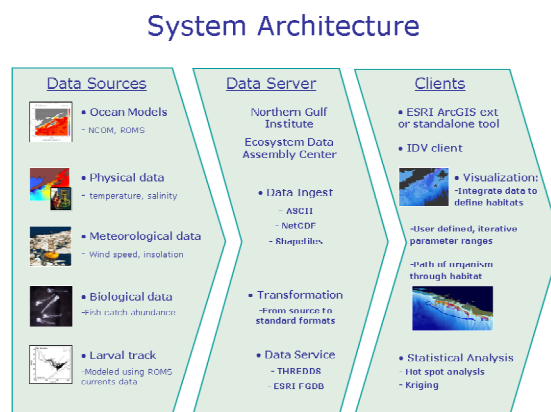 System Architecture
Data Sources
• Ocean Models
- NCOM, ROMS
• Physical data
- temperature, salinity
• Meteorological data
- Wind speed, insolation
• Biological data
-Fish catch abundance
• Larval track
-Modeled using ROMS
currents data
Data Server
Northern Gulf
Institute
Ecosystem Data
Assembly Center
• Data Ingest
- ASCII
- NetCDF
- Shapefiles
• Transformation
-From source to
standard formats
• Data Service
- THREDDS
- ESRI FGDB
Clients
• ESRI ArcGIS ext
or standalone tool
• IDV client
• Visualization:
-Integrate data to
define habitats
-User defined, iterative
parameter ranges
-Path of organism
through habitat
• Statistical Analysis
- Hot spot analysis
- Kriging